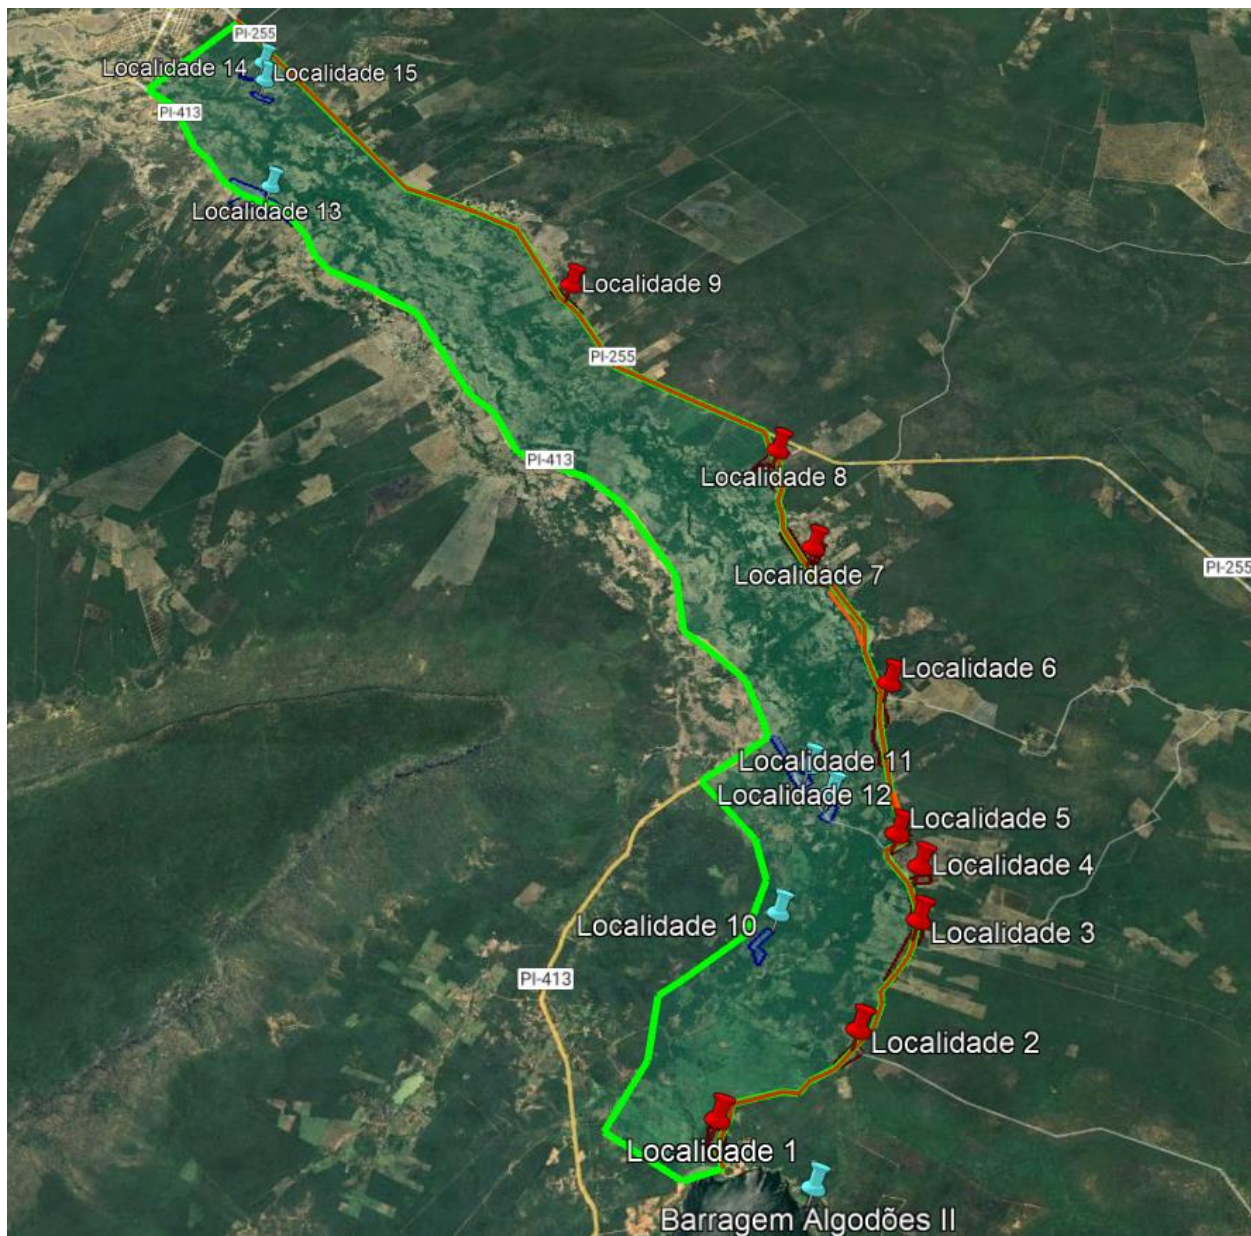 PI-255
Localidade 14
Localidade 15
PI-413
Localidade 13
Localidade 9
PI-255
Localidade 8
PI-413
PI-255
Localidade 7
Localidade 6
Localidade 11
Localidade 12
Localidade 5
Localidade 4
Localidade 10
Localidade 3
PI-413
Localidade 2
Localidade 1
Barragem Algodões II